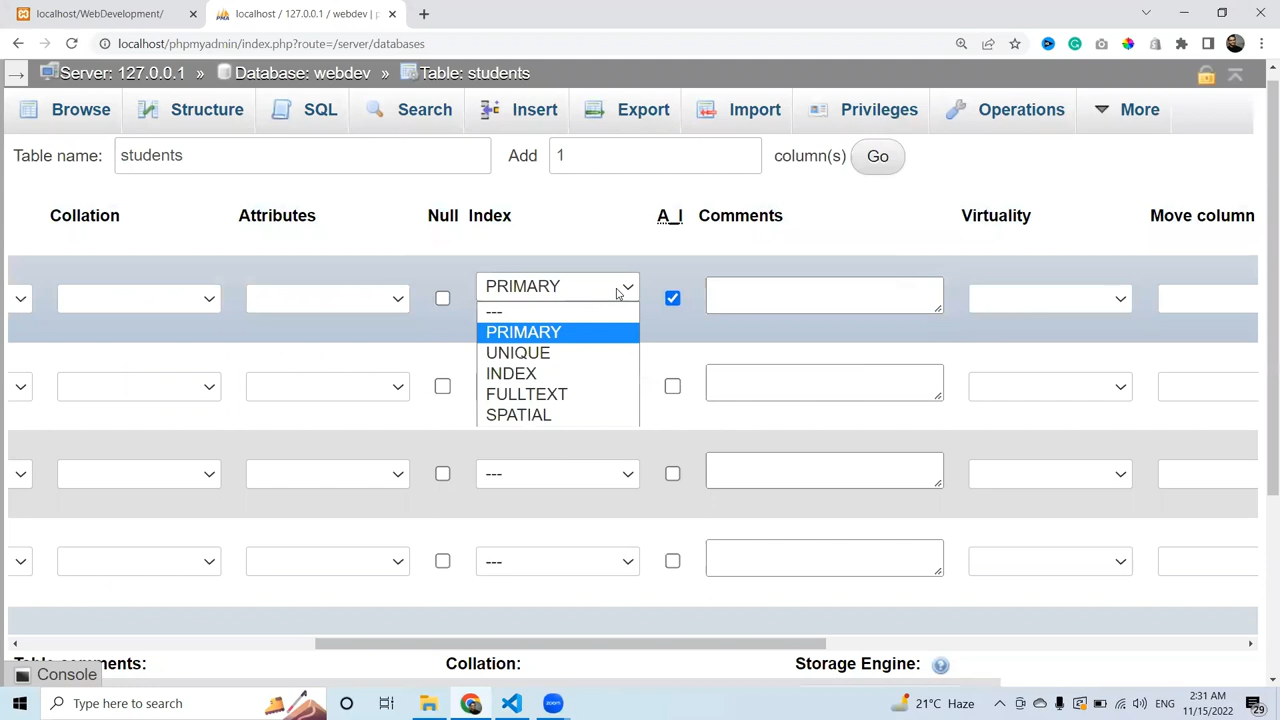 localhost/WebDevelopment/
localhost / 127.0.0.1 / webdev | p
localhost/phpmyadmin/index.php?route=/server/databases
Server: 127.0.0.1 » Database: webdev » Table: students
Browse Structure SQL Search Insert Export Import Privileges Operations More
Table name: students Add 1 column(s) Go
Collation Attributes Null Index A_I Comments Virtuality Move column
PRIMARY
---
PRIMARY
UNIQUE
INDEX
FULLTEXT
SPATIAL
---
---
Table comments: Collation: Storage Engine:
Console
Type here to search
21°C Haze
ENG
2:31 AM
11/15/2022
29